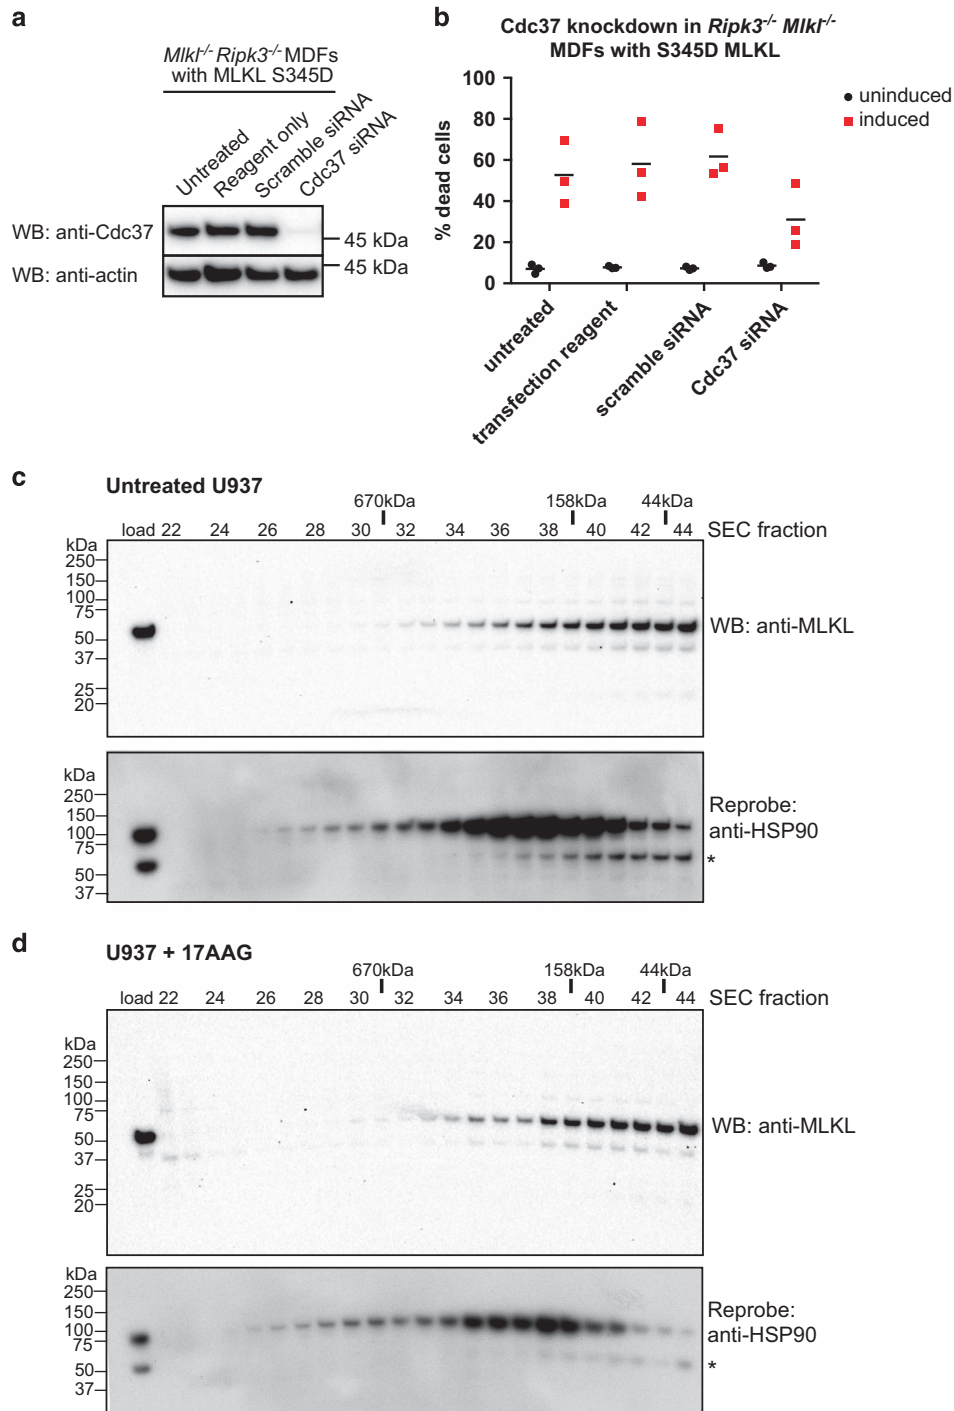 a
Mlkl-/- Ripk3-/- MDFs
with MLKL S345D
Untreated
Reagent only
Scramble siRNA
Cdc37 siRNA
WB: anti-Cdc37
45 kDa
WB: anti-actin
45 kDa
b
Cdc37 knockdown in Ripk3-/- Mlkl-/-
MDFs with S345D MLKL
uninduced
induced
% dead cells
100
80
60
40
20
0
untreated
transfection reagent
scramble siRNA
Cdc37 siRNA
c
Untreated U937
670kDa 158kDa 44kDa
load 22 24 26 28 30 32 34 36 38 40 42 44 SEC fraction
kDa
250
150
100
75
50
37
25
20
WB: anti-MLKL
kDa
250
150
100
75
50
37
Reprobe:
anti-HSP90
*
d
U937 + 17AAG
670kDa 158kDa 44kDa
load 22 24 26 28 30 32 34 36 38 40 42 44 SEC fraction
kDa
250
150
100
75
50
37
25
20
WB: anti-MLKL
kDa
250
150
100
75
50
37
Reprobe:
anti-HSP90
*